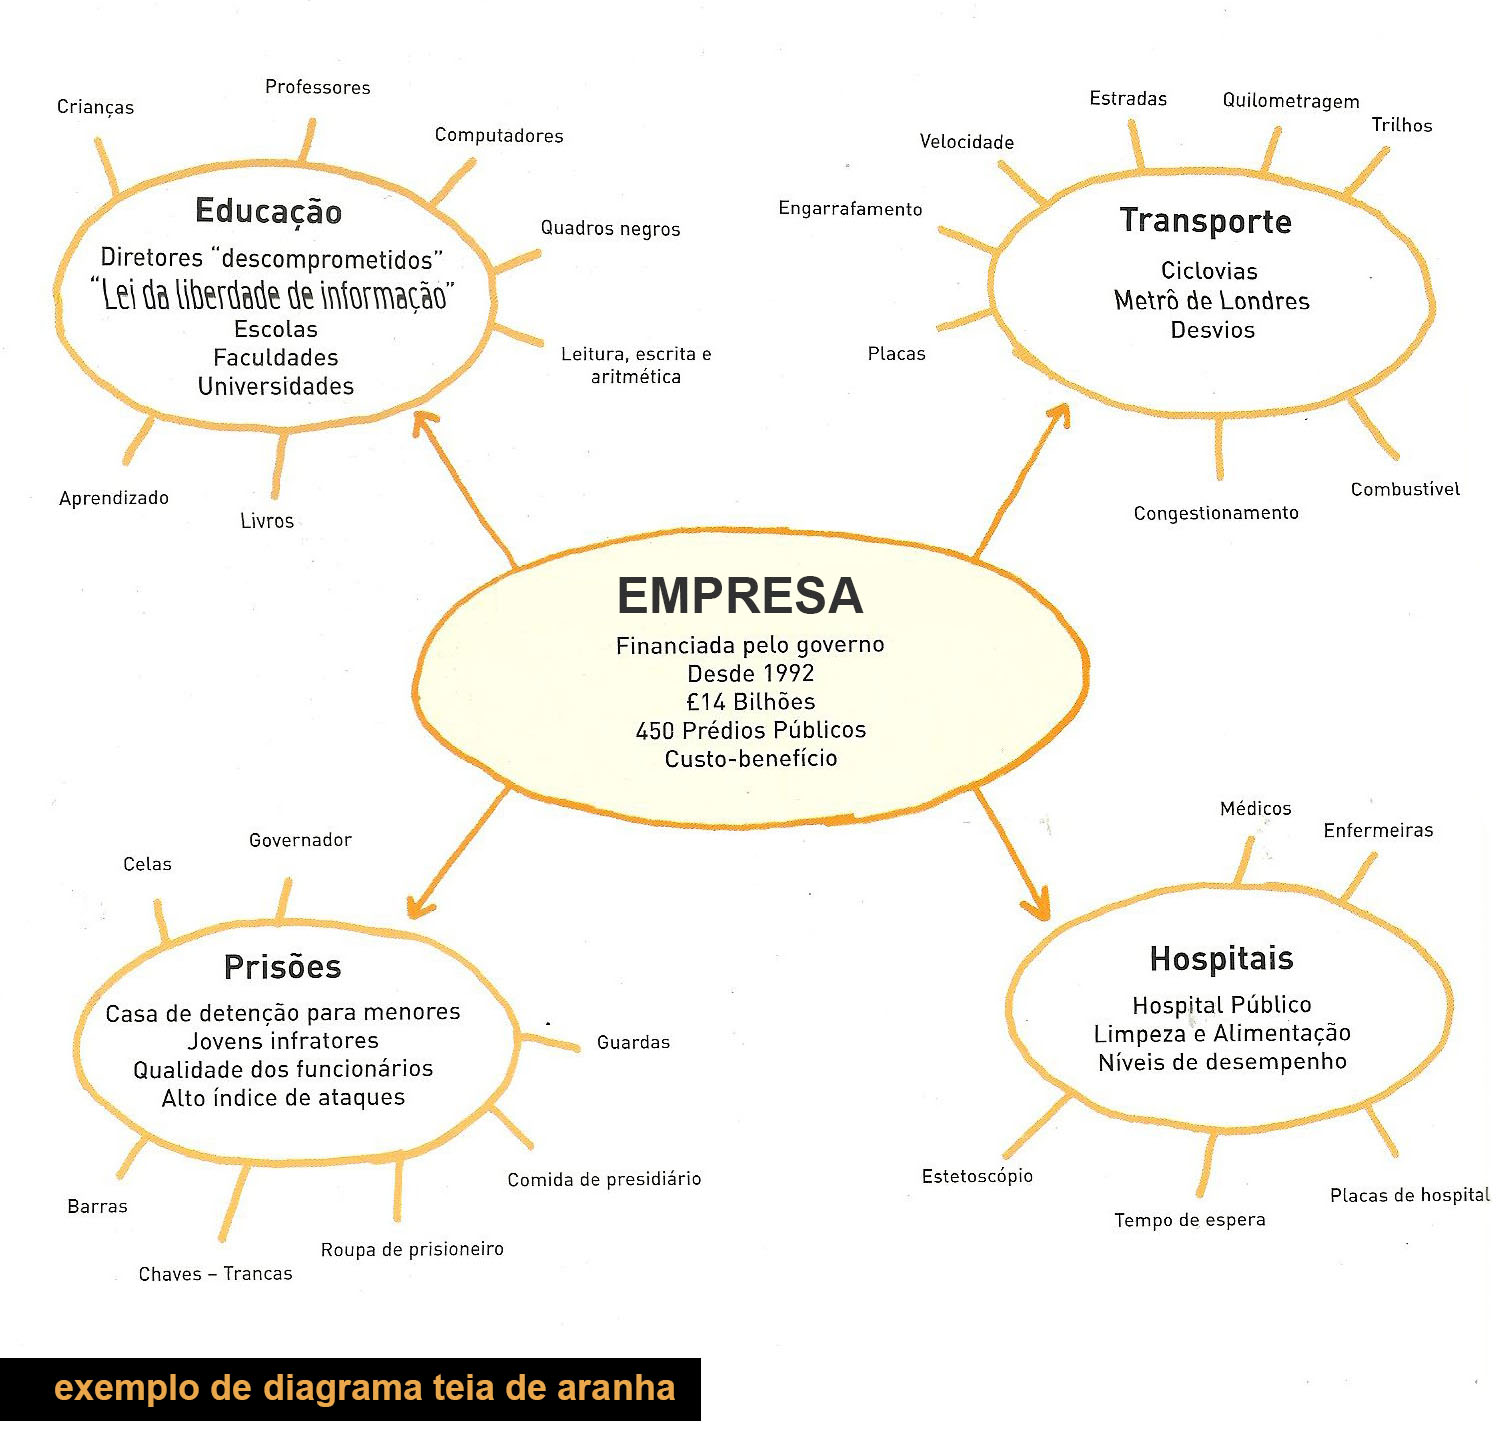 Crianças
Professores
Computadores
Quadros negros
Leitura, escrita e
aritmética
Aprendizado
Livros
Educação
Diretores “descomprometidos”
“Lei da liberdade de informação”
Escolas
Faculdades
Universidades
Estradas
Quilometragem
Trilhos
Velocidade
Engarrafamento
Placas
Congestionamento
Combustível
Transporte
Ciclovias
Metrô de Londres
Desvios
EMPRESA
Financiada pelo governo
Desde 1992
£14 Bilhões
450 Prédios Públicos
Custo-benefício
Celas
Governador
Guardas
Comida de presidiário
Roupa de prisioneiro
Chaves – Trancas
Barras
Prisões
Casa de detenção para menores
Jovens infratores
Qualidade dos funcionários
Alto índice de ataques
Médicos
Enfermeiras
Hospitais
Hospital Público
Limpeza e Alimentação
Níveis de desempenho
Estetoscópio
Tempo de espera
Placas de hospital
exemplo de diagrama teia de aranha